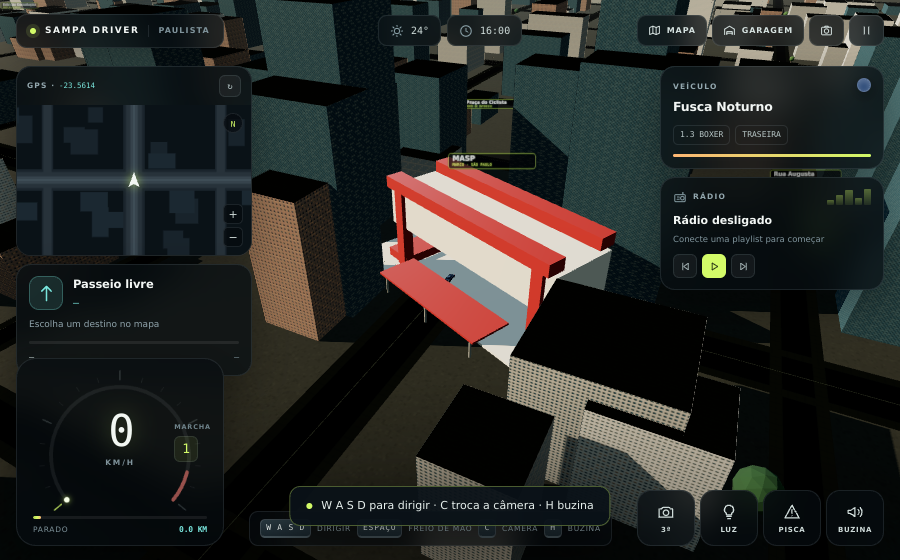 SAMPA DRIVER PAULISTA
24°
16:00
MAPA
GARAGEM
GPS · -23.5614
N
+
−
Passeio livre
—
Escolha um destino no mapa
—
—
0
KM/H
MARCHA
1
PARADO
0.0 KM
Praça do Ciclista
MASP
Rua Augusta
VEÍCULO
Fusca Noturno
1.3 BOXER
TRASEIRA
RÁDIO
Rádio desligado
Conecte uma playlist para começar
W A S D para dirigir · C troca a câmera · H buzina
W A S D DIRIGIR ESPAÇO FREIO DE MÃO C CÂMERA H BUZINA
3ª
LUZ
PISCA
BUZINA